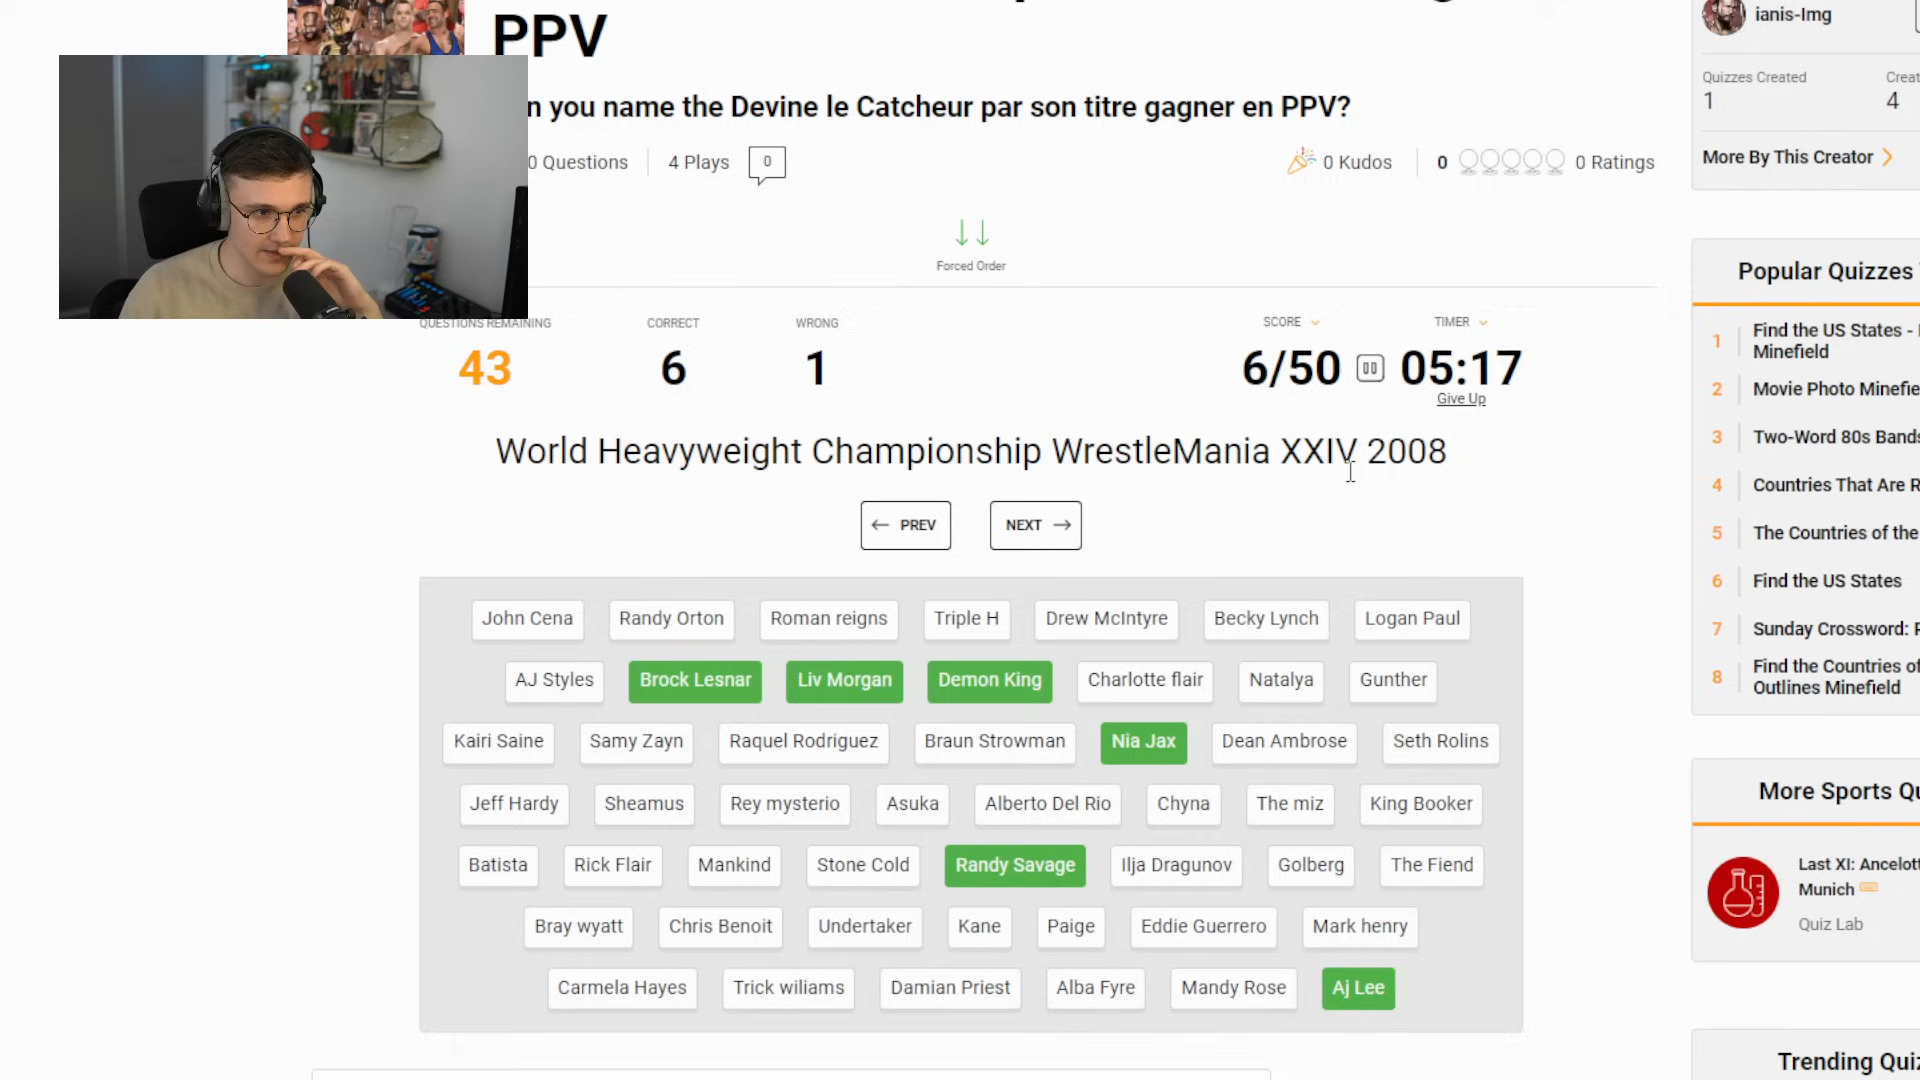 PPV
n you name the Devine le Catcheur par son titre gagner en PPV?
0 Questions 4 Plays 0 0 Kudos 0 0 Ratings
Forced Order
QUESTIONS REMAINING CORRECT WRONG SCORE TIMER
43 6 1 6/50 05:17
Give Up
World Heavyweight Championship WrestleMania XXIV 2008
PREV NEXT
John Cena Randy Orton Roman reigns Triple H Drew McIntyre Becky Lynch Logan Paul
AJ Styles Brock Lesnar Liv Morgan Demon King Charlotte flair Natalya Gunther
Kairi Saine Samy Zayn Raquel Rodriguez Braun Strowman Nia Jax Dean Ambrose Seth Rolins
Jeff Hardy Sheamus Rey mysterio Asuka Alberto Del Rio Chyna The miz King Booker
Batista Rick Flair Mankind Stone Cold Randy Savage Ilja Dragunov Golberg The Fiend
Bray wyatt Chris Benoit Undertaker Kane Paige Eddie Guerrero Mark henry
Carmela Hayes Trick wiliams Damian Priest Alba Fyre Mandy Rose Aj Lee
ianis-lmg
Quizzes Created Creat
1 4
More By This Creator
Popular Quizzes
1 Find the US States -
Minefield
2 Movie Photo Minefie
3 Two-Word 80s Bands
4 Countries That Are R
5 The Countries of the
6 Find the US States
7 Sunday Crossword:
8 Find the Countries of
Outlines Minefield
More Sports Qu
Last XI: Ancelott
Munich
Quiz Lab
Trending Quiz